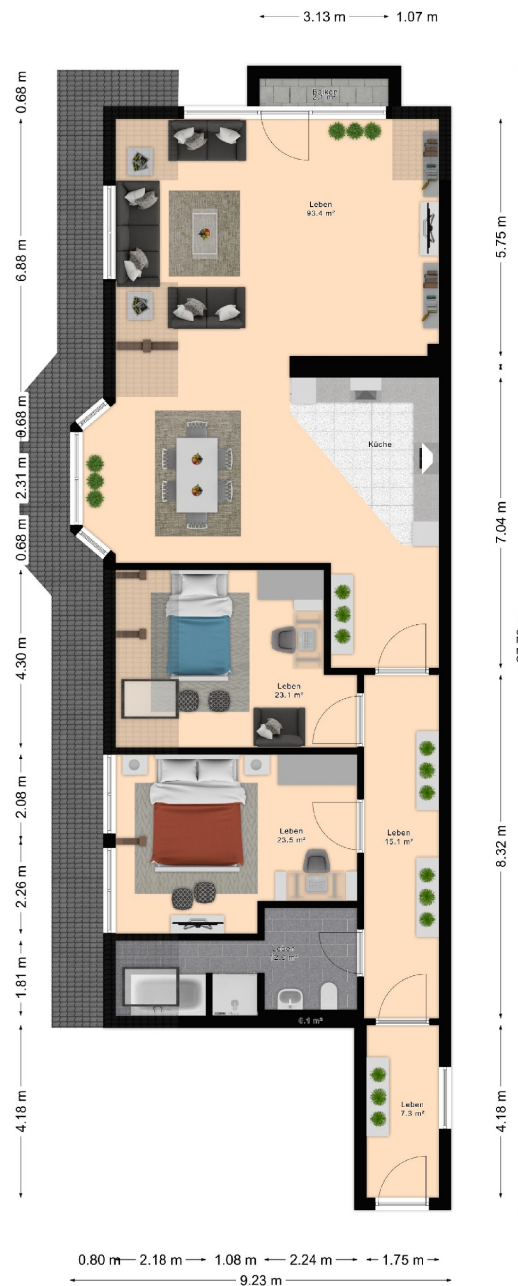 3.13 m 1.07 m
0.68 m
Balkon
Leben
93.4 m²
6.88 m
5.75 m
Küche
0.68 m
2.31 m
0.68 m
7.04 m
4.30 m
Leben
23.1 m²
2.08 m
Leben
23.5 m²
Leben
15.1 m²
8.32 m
2.26 m
Leben
1.81 m
Leben
7.3 m²
4.18 m
4.18 m
0.80 m 2.18 m 1.08 m 2.24 m 1.75 m
9.23 m